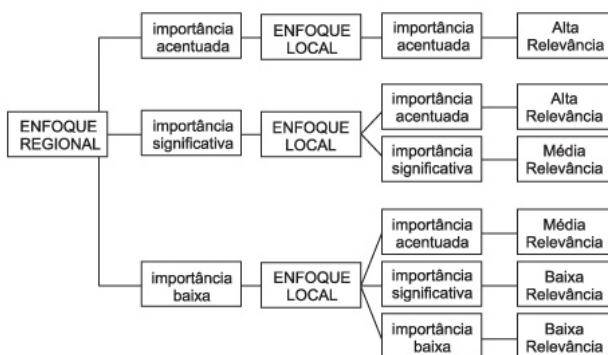 importância
acentuada
ENFOQUE
LOCAL
importância
acentuada
Alta
Relevância
ENFOQUE
REGIONAL
importância
significativa
ENFOQUE
LOCAL
importância
acentuada
Alta
Relevância
importância
significativa
Média
Relevância
importância
baixa
ENFOQUE
LOCAL
importância
acentuada
Média
Relevância
importância
significativa
Baixa
Relevância
importância
baixa
Baixa
Relevância